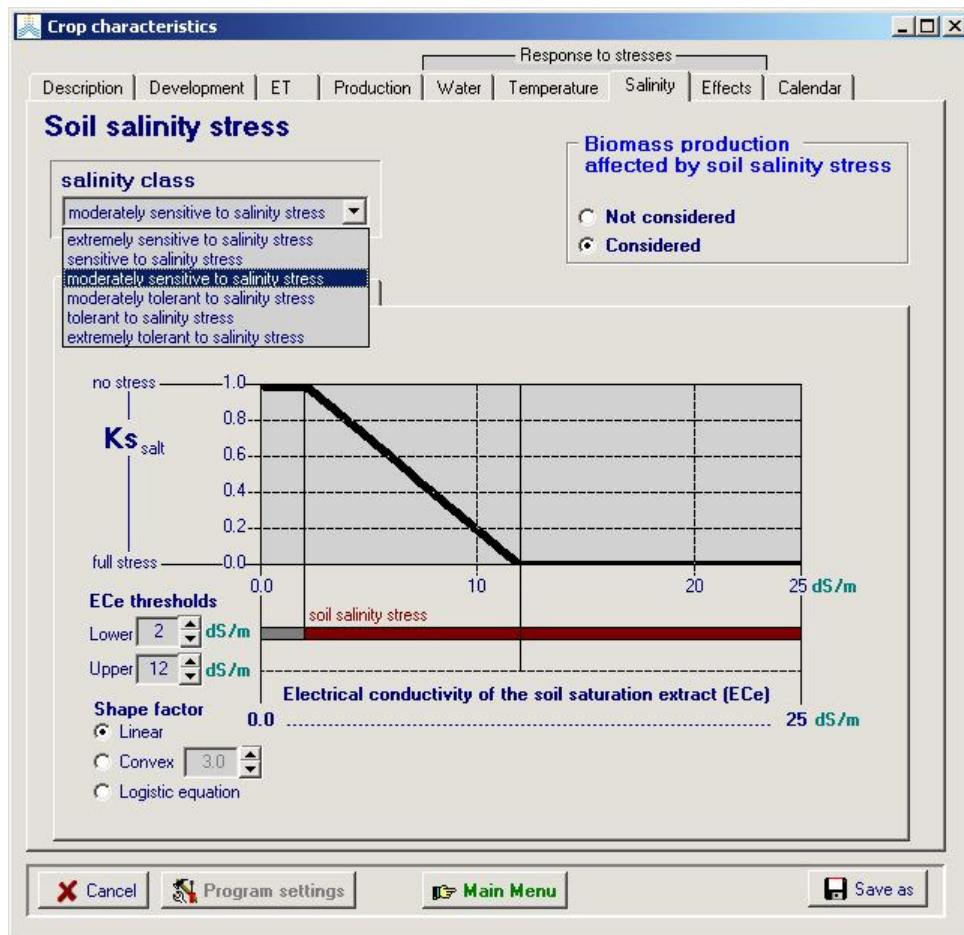 Crop characteristics
Response to stresses
Description Development ET Production Water Temperature Salinity Effects Calendar
Soil salinity stress
Biomass production
affected by soil salinity stress
Not considered
Considered
salinity class
moderately sensitive to salinity stress
extremely sensitive to salinity stress
sensitive to salinity stress
moderately sensitive to salinity stress
moderately tolerant to salinity stress
tolerant to salinity stress
extremely tolerant to salinity stress
no stress 1.0
0.8
Ks salt
0.6
0.4
0.2
full stress 0.0
0.0 10 20 25 dS/m
ECe thresholds
soil salinity stress
Lower 2 dS/m
Upper 12 dS/m
Electrical conductivity of the soil saturation extract (ECe)
0.0 25 dS/m
Shape factor
Linear
Convex 3.0
Logistic equation
Cancel Program settings Main Menu Save as